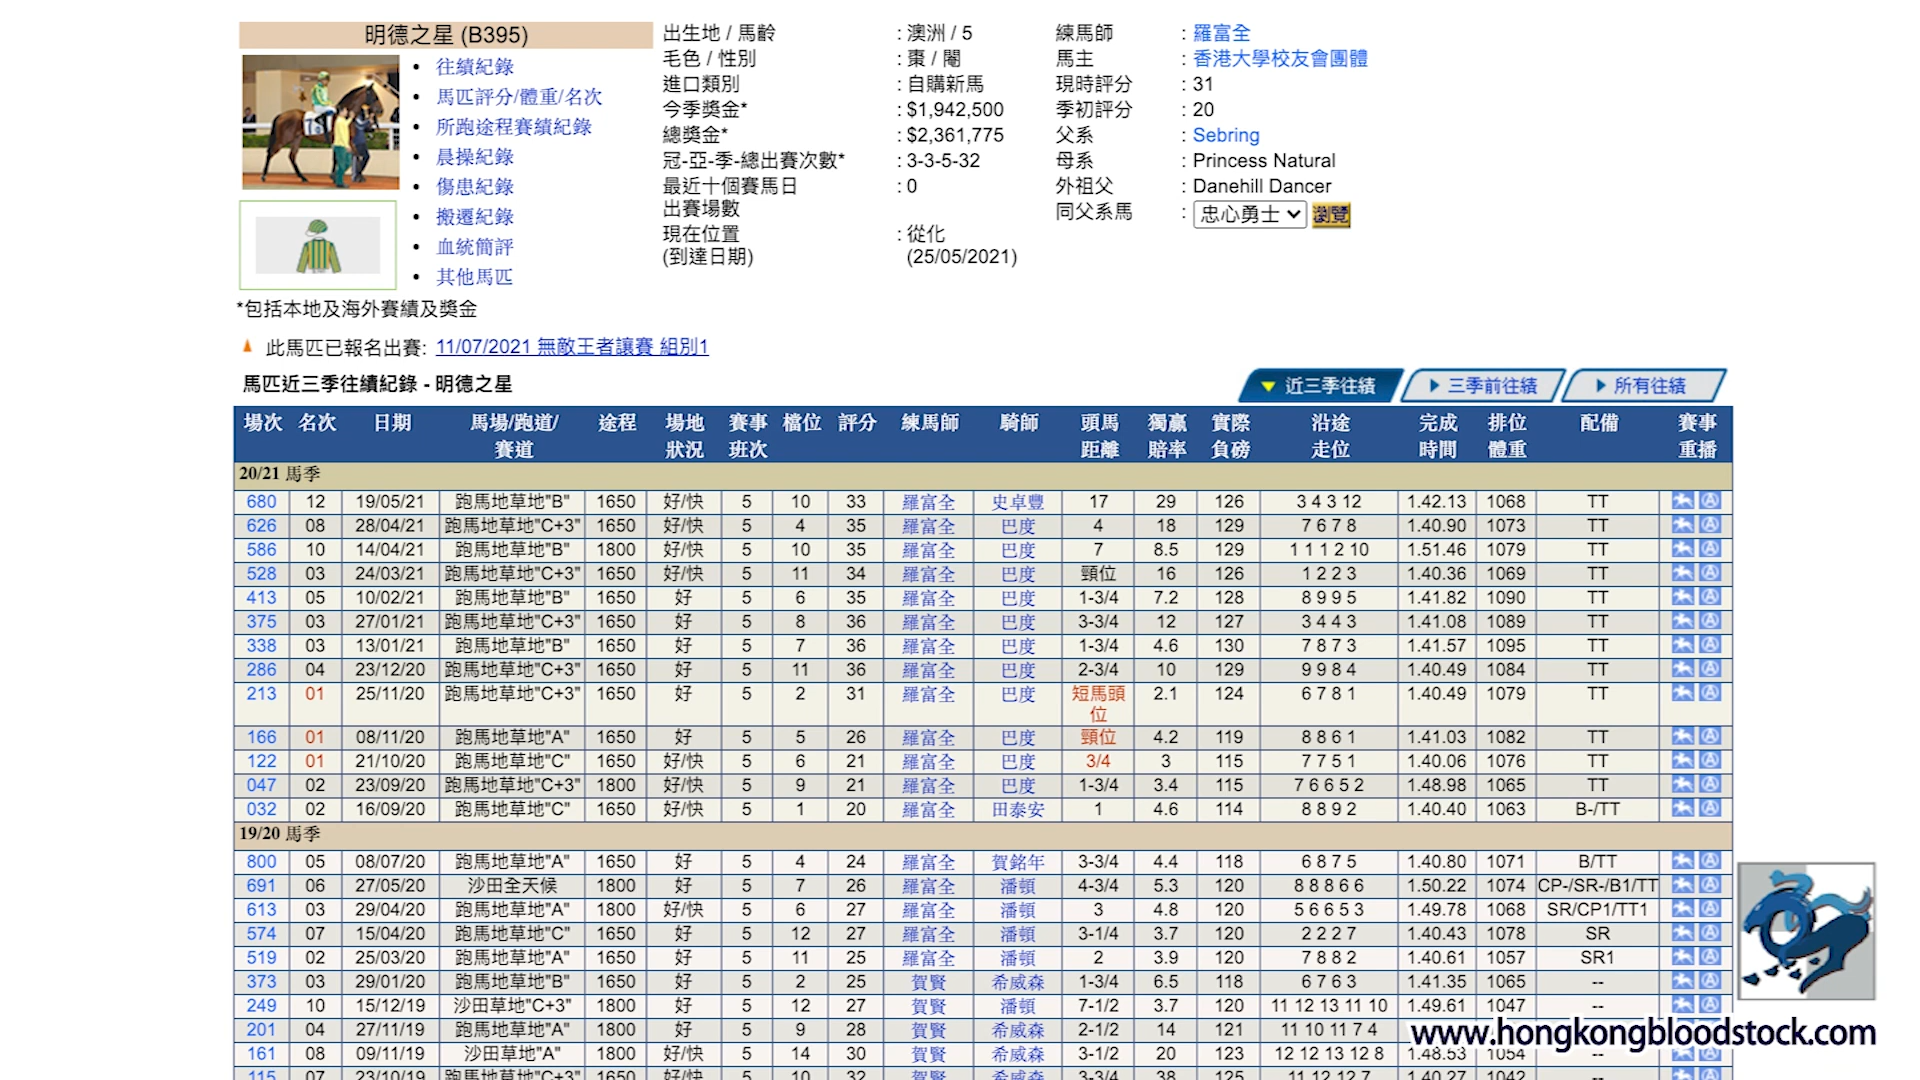 明德之星 (B395)
往績紀錄
馬匹評分/體重/名次
所跑途程賽績紀錄
晨操紀錄
傷患紀錄
搬遷紀錄
血統簡評
其他馬匹
出生地 / 馬齡 : 澳洲 / 5
毛色 / 性別 : 棗 / 閹
進口類別 : 自購新馬
今季獎金* : $1,942,500
總獎金* : $2,361,775
冠-亞-季-總出賽次數* : 3-3-5-32
最近十個賽馬日 : 0
出賽場數
現在位置 : 從化
(到達日期) (25/05/2021)
練馬師 : 羅富全
馬主 : 香港大學校友會團體
現時評分 : 31
季初評分 : 20
父系 : Sebring
母系 : Princess Natural
外祖父 : Danehill Dancer
同父系馬 : 忠心勇士 瀏覽
*包括本地及海外賽績及獎金
此馬匹已報名出賽: 11/07/2021 無敵王者讓賽 組別1
馬匹近三季往績紀錄 - 明德之星
近三季往績 三季前往績 所有往績
場次 名次 日期 馬場/跑道/賽道 途程 場地狀況 賽事班次 檔位 評分 練馬師 騎師 頭馬距離 獨贏賠率 實際負磅 沿途走位 完成時間 排位體重 配備 賽事重播
20/21 馬季
680 12 19/05/21 跑馬地草地"B" 1650 好/快 5 10 33 羅富全 史卓豐 17 29 126 3 4 3 12 1.42.13 1068 TT
626 08 28/04/21 跑馬地草地"C+3" 1650 好/快 5 4 35 羅富全 巴度 4 18 129 7 6 7 8 1.40.90 1073 TT
586 10 14/04/21 跑馬地草地"B" 1800 好/快 5 10 35 羅富全 巴度 7 8.5 129 1 1 1 2 10 1.51.46 1079 TT
528 03 24/03/21 跑馬地草地"C+3" 1650 好/快 5 11 34 羅富全 巴度 頸位 16 126 1 2 2 3 1.40.36 1069 TT
413 05 10/02/21 跑馬地草地"B" 1650 好 5 6 35 羅富全 巴度 1-3/4 7.2 128 8 9 9 5 1.41.82 1090 TT
375 03 27/01/21 跑馬地草地"C+3" 1650 好 5 8 36 羅富全 巴度 3-3/4 12 127 3 4 4 3 1.41.08 1089 TT
338 03 13/01/21 跑馬地草地"B" 1650 好 5 7 36 羅富全 巴度 1-3/4 4.6 130 7 8 7 3 1.41.57 1095 TT
286 04 23/12/20 跑馬地草地"C+3" 1650 好 5 11 36 羅富全 巴度 2-3/4 10 129 9 9 8 4 1.40.49 1084 TT
213 01 25/11/20 跑馬地草地"C+3" 1650 好 5 2 31 羅富全 巴度 短馬頭位 2.1 124 6 7 8 1 1.40.49 1079 TT
166 01 08/11/20 跑馬地草地"A" 1650 好 5 5 26 羅富全 巴度 頸位 4.2 119 8 8 6 1 1.41.03 1082 TT
122 01 21/10/20 跑馬地草地"C" 1650 好/快 5 6 21 羅富全 巴度 3/4 3 115 7 7 5 1 1.40.06 1076 TT
047 02 23/09/20 跑馬地草地"C+3" 1800 好/快 5 9 21 羅富全 巴度 1-3/4 3.4 115 7 6 6 5 2 1.48.98 1065 TT
032 02 16/09/20 跑馬地草地"C" 1650 好/快 5 1 20 羅富全 田泰安 1 4.6 114 8 8 9 2 1.40.40 1063 B-/TT
19/20 馬季
800 05 08/07/20 跑馬地草地"A" 1650 好 5 4 24 羅富全 賀銘年 3-3/4 4.4 118 6 8 7 5 1.40.80 1071 B/TT
691 06 27/05/20 沙田全天候 1800 好 5 7 26 羅富全 潘頓 4-3/4 5.3 120 8 8 8 6 6 1.50.22 1074 CP-/SR-/B1/TT
613 03 29/04/20 跑馬地草地"A" 1800 好/快 5 6 27 羅富全 潘頓 3 4.8 120 5 6 6 5 3 1.49.78 1068 SR/CP1/TT1
574 07 15/04/20 跑馬地草地"C" 1650 好 5 12 27 羅富全 潘頓 3-1/4 3.7 120 2 2 2 7 1.40.43 1078 SR
519 02 25/03/20 跑馬地草地"A" 1650 好 5 11 25 羅富全 潘頓 2 3.9 120 7 8 8 2 1.40.61 1057 SR1
373 03 29/01/20 跑馬地草地"B" 1650 好 5 2 25 賀賢 希威森 1-3/4 6.5 118 6 7 6 3 1.41.35 1065 --
249 10 15/12/19 沙田草地"C+3" 1800 好 5 12 27 賀賢 潘頓 7-1/2 3.7 120 11 12 13 11 10 1.49.61 1047 --
201 04 27/11/19 跑馬地草地"A" 1800 好 5 9 28 賀賢 希威森 2-1/2 14 121 11 10 11 7 4
161 08 09/11/19 沙田草地"A" 1800 好/快 5 14 30 賀賢 希威森 3-1/2 20 123 12 12 13 12 8 1.48.53 1054 --
115 07 23/10/19 跑馬地草地"C+3" 1650 好/快 5 10 32 賀賢 希威森 3-3/4 38 125 11 12 12 7 1.40.27 1042 --
www.hongkongbloodstock.com